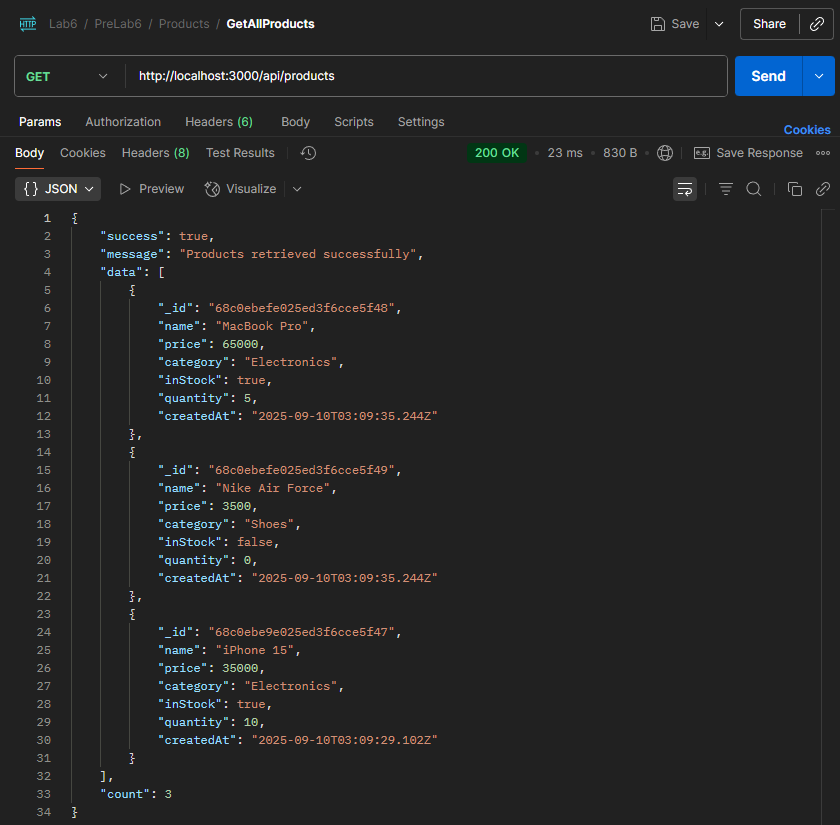 HTTP Lab6 / PreLab6 / Products / GetAllProducts Save Share
GET http://localhost:3000/api/products Send
Params Authorization Headers (6) Body Scripts Settings
Cookies
Body Cookies Headers (8) Test Results 200 OK • 23 ms • 830 B • e.g. Save Response
{} JSON Preview Visualize
1 {
2 "success": true,
3 "message": "Products retrieved successfully",
4 "data": [
5 {
6 "_id": "68c0ebefe025ed3f6cce5f48",
7 "name": "MacBook Pro",
8 "price": 65000,
9 "category": "Electronics",
10 "inStock": true,
11 "quantity": 5,
12 "createdAt": "2025-09-10T03:09:35.244Z"
13 },
14 {
15 "_id": "68c0ebefe025ed3f6cce5f49",
16 "name": "Nike Air Force",
17 "price": 3500,
18 "category": "Shoes",
19 "inStock": false,
20 "quantity": 0,
21 "createdAt": "2025-09-10T03:09:35.244Z"
22 },
23 {
24 "_id": "68c0ebe9e025ed3f6cce5f47",
25 "name": "iPhone 15",
26 "price": 35000,
27 "category": "Electronics",
28 "inStock": true,
29 "quantity": 10,
30 "createdAt": "2025-09-10T03:09:29.102Z"
31 }
32 ],
33 "count": 3
34 }